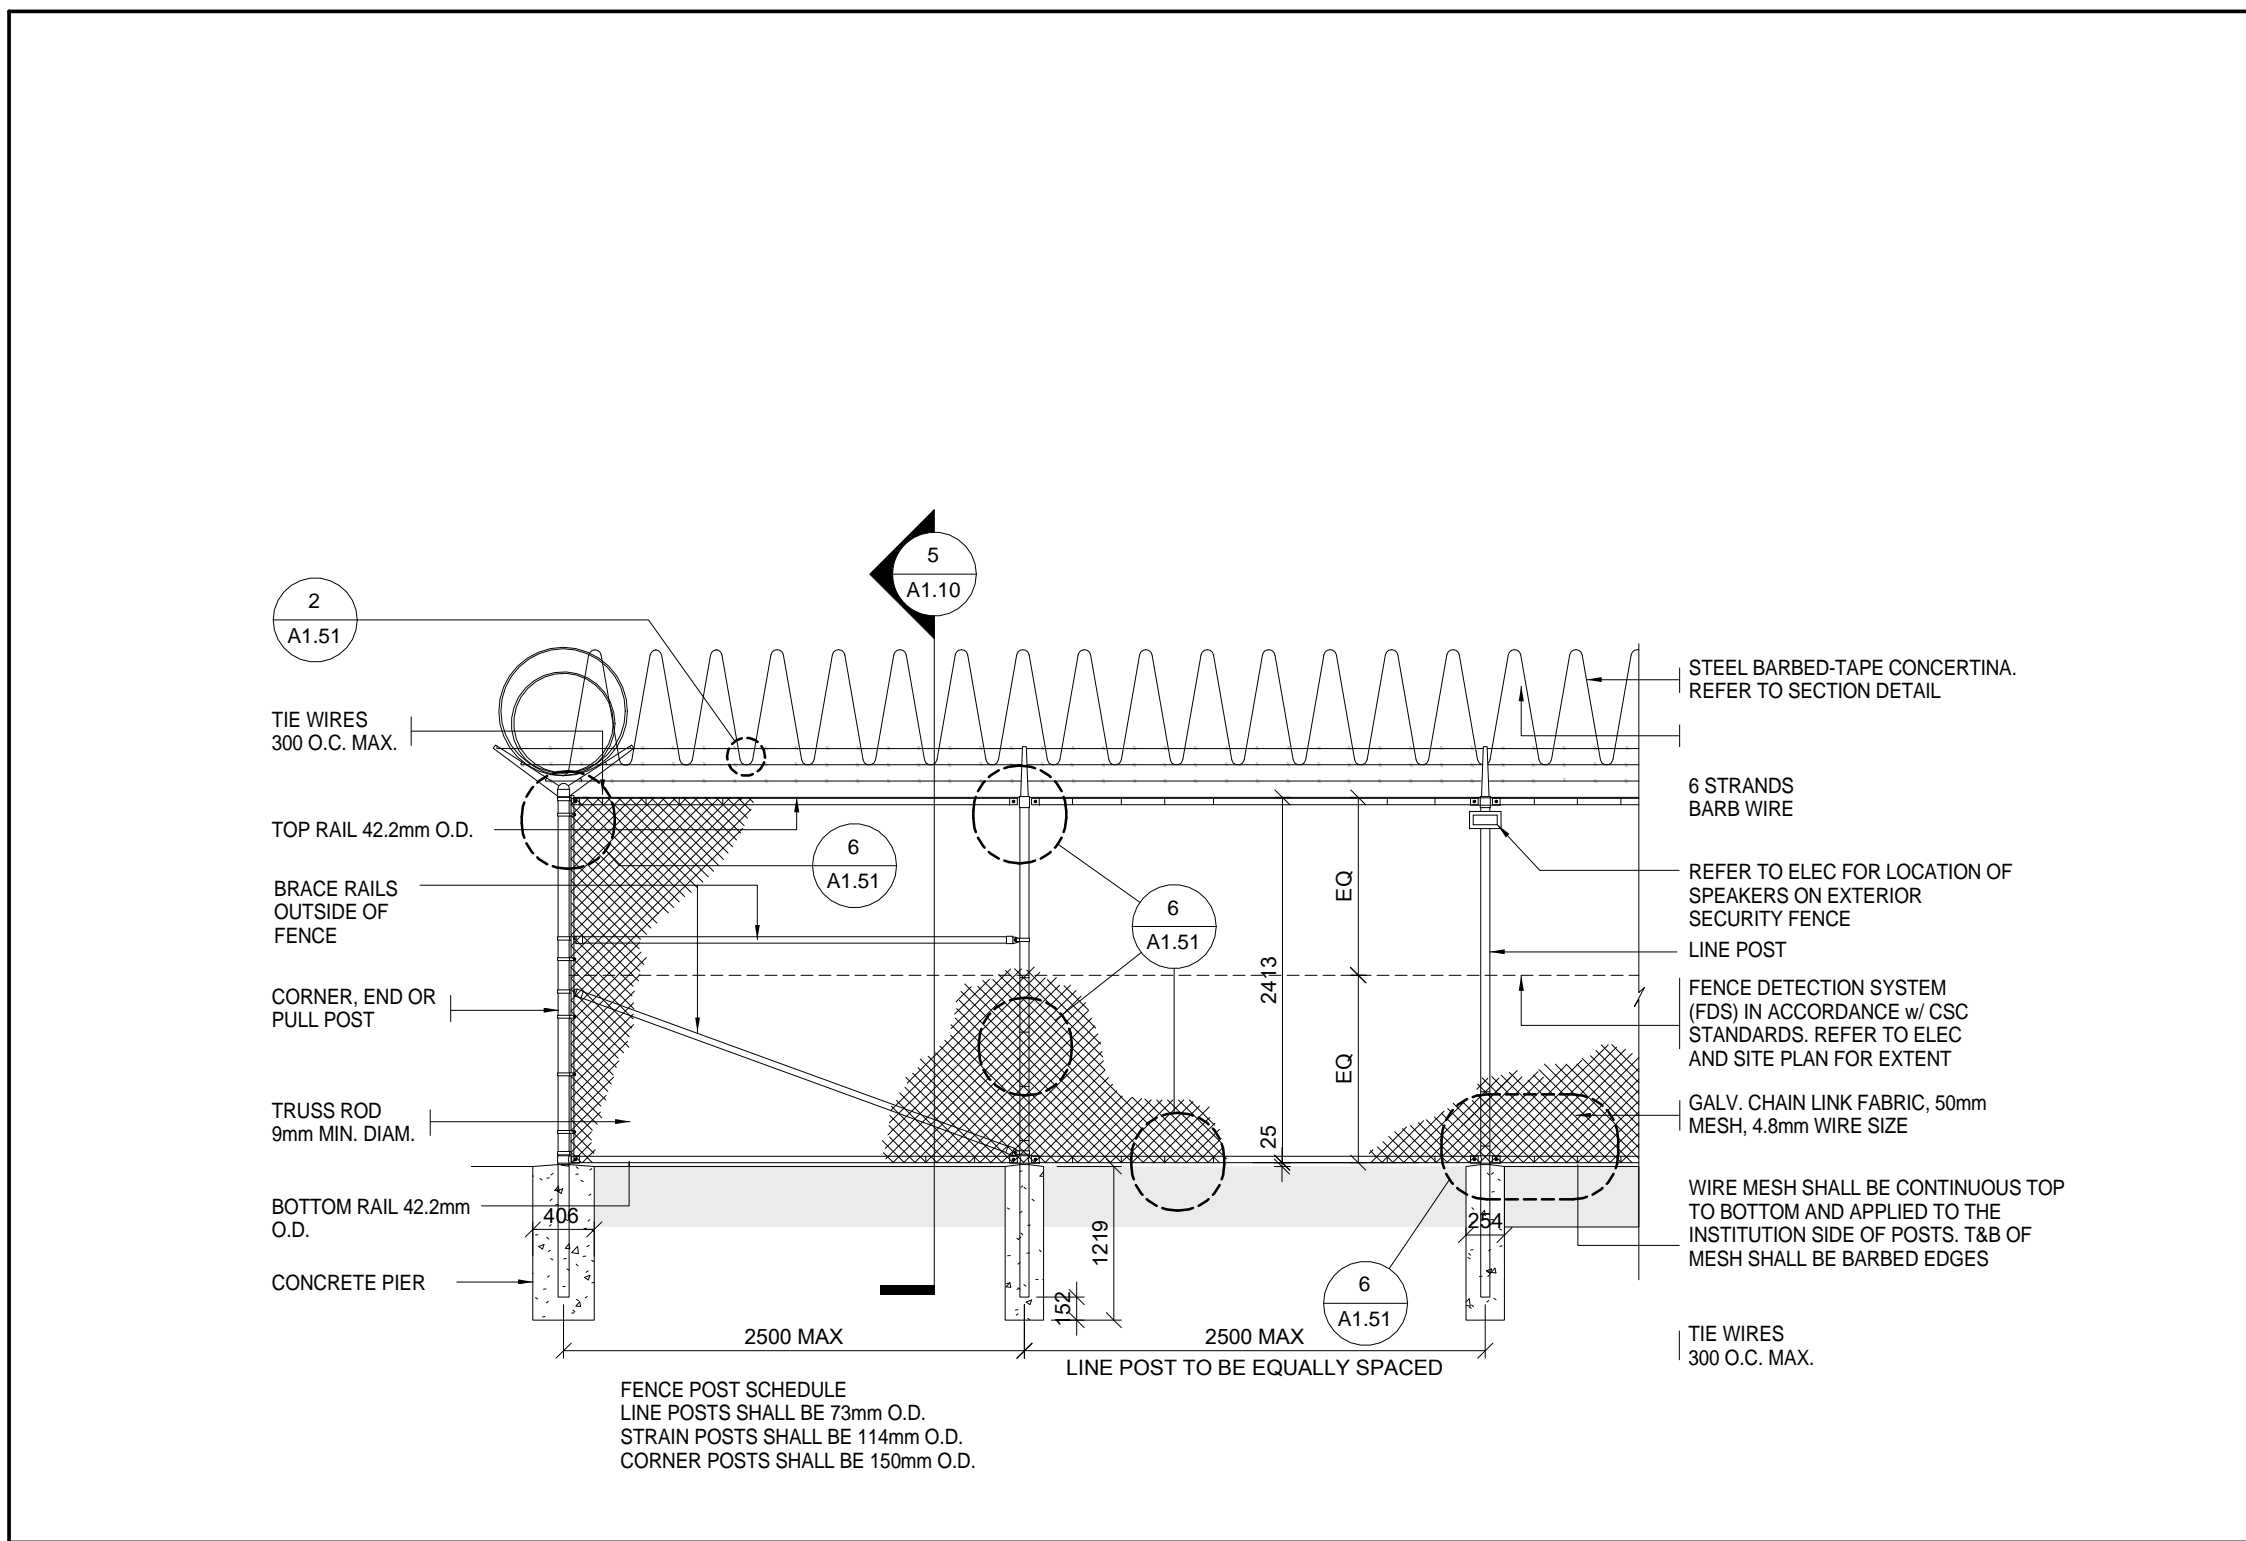 5
A1.10
2
A1.51
TIE WIRES
300 O.C. MAX.
TOP RAIL 42.2mm O.D.
BRACE RAILS
OUTSIDE OF
FENCE
CORNER, END OR
PULL POST
TRUSS ROD
9mm MIN. DIAM.
BOTTOM RAIL 42.2mm
O.D.
CONCRETE PIER
6
A1.51
6
A1.51
EQ
2413
EQ
25
406
254
1219
152
6
A1.51
2500 MAX
2500 MAX
LINE POST TO BE EQUALLY SPACED
FENCE POST SCHEDULE
LINE POSTS SHALL BE 73mm O.D.
STRAIN POSTS SHALL BE 114mm O.D.
CORNER POSTS SHALL BE 150mm O.D.
STEEL BARBED-TAPE CONCERTINA.
REFER TO SECTION DETAIL
6 STRANDS
BARB WIRE
REFER TO ELEC FOR LOCATION OF
SPEAKERS ON EXTERIOR
SECURITY FENCE
LINE POST
FENCE DETECTION SYSTEM
(FDS) IN ACCORDANCE w/ CSC
STANDARDS. REFER TO ELEC
AND SITE PLAN FOR EXTENT
GALV. CHAIN LINK FABRIC, 50mm
MESH, 4.8mm WIRE SIZE
WIRE MESH SHALL BE CONTINUOUS TOP
TO BOTTOM AND APPLIED TO THE
INSTITUTION SIDE OF POSTS. T&B OF
MESH SHALL BE BARBED EDGES
TIE WIRES
300 O.C. MAX.